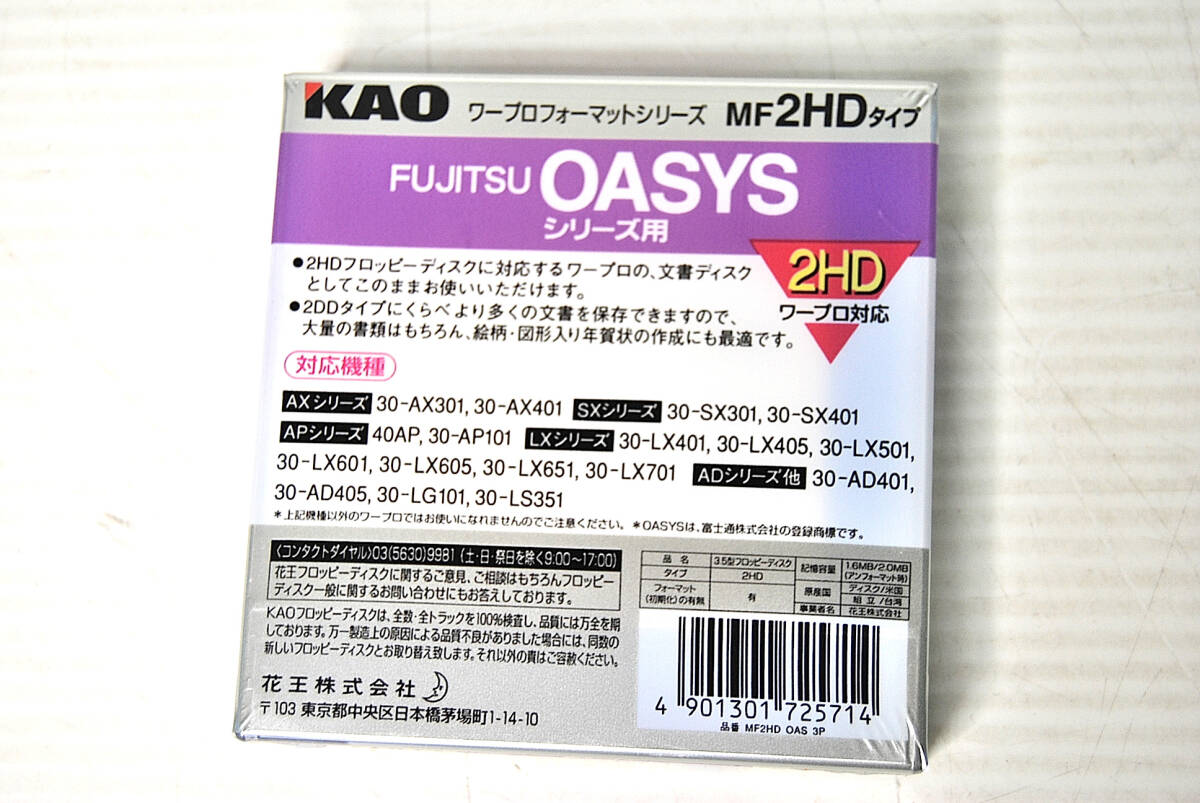 KAO ワープロフォーマットシリーズ MF2HDタイプ
FUJITSU OASYS
シリーズ用
●2HDフロッピーディスクに対応するワープロの、文書ディスク
としてこのままお使いいただけます。
●2DDタイプにくらべより多くの文書を保存できますので、
大量の書類はもちろん、絵柄・図形入り年賀状の作成にも最適です。
2HD
ワープロ対応
対応機種
AXシリーズ 30-AX301, 30-AX401 SXシリーズ 30-SX301, 30-SX401
APシリーズ 40AP, 30-AP101 LXシリーズ 30-LX401, 30-LX405, 30-LX501,
30-LX601, 30-LX605, 30-LX651, 30-LX701 ADシリーズ他 30-AD401,
30-AD405, 30-LG101, 30-LS351
*上記機種以外のワープロではお使いになれませんのでご注意ください。 *OASYSは、富士通株式会社の登録商標です。
〈コンタクトダイヤル〉03(5630)9981 (土・日・祭日を除く9:00〜17:00)
花王フロッピーディスクに関するご意見、ご相談はもちろんフロッピー
ディスク一般に関するお問い合わせにもお答えしております。
KAOフロッピーディスクは、全数・全トラックを100%検査し、品質には万全を期
しております。万一製造上の原因による品質不良がありました場合には、同数の
新しいフロッピーディスクとお取り替え致します。それ以外の責はご容赦ください。
花王株式会社
〒103 東京都中央区日本橋茅場町1-14-10
品名 3.5型フロッピーディスク
タイプ 2HD
フォーマット
(初期化)の有無 有
記憶容量 1.6MB/2.0MB
(アンフォーマット時)
原産国 ディスク/米国
組立/台湾
事業者名 花王株式会社
4 901301 725714
品番 MF2HD OAS 3P